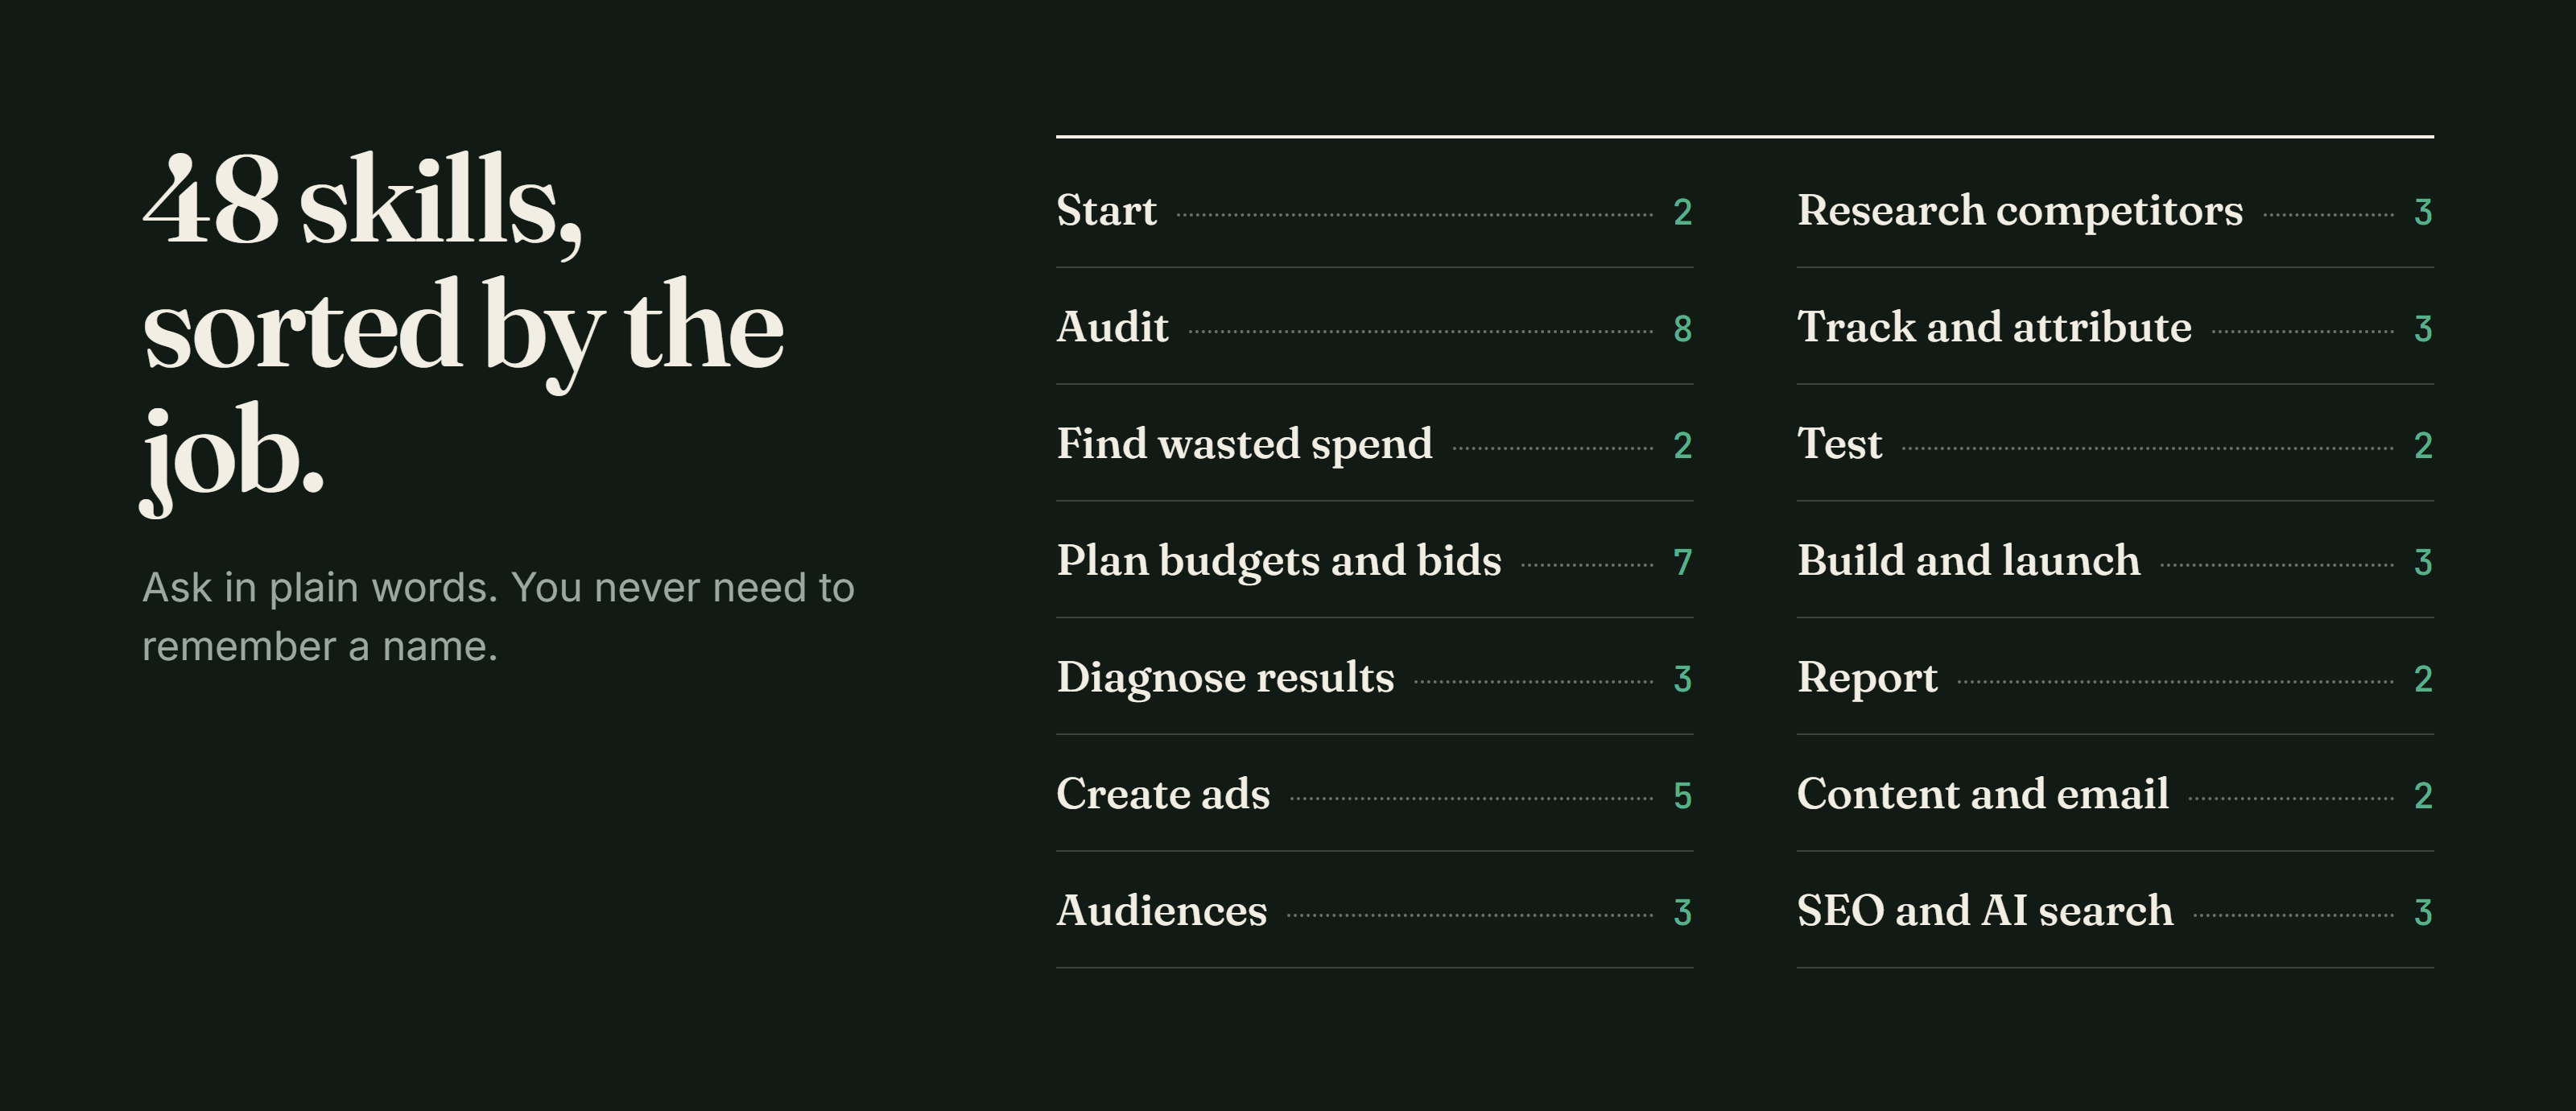 48 skills,
sorted by the
job.
Ask in plain words. You never need to
remember a name.
Start 2
Audit 8
Find wasted spend 2
Plan budgets and bids 7
Diagnose results 3
Create ads 5
Audiences 3
Research competitors 3
Track and attribute 3
Test 2
Build and launch 3
Report 2
Content and email 2
SEO and AI search 3